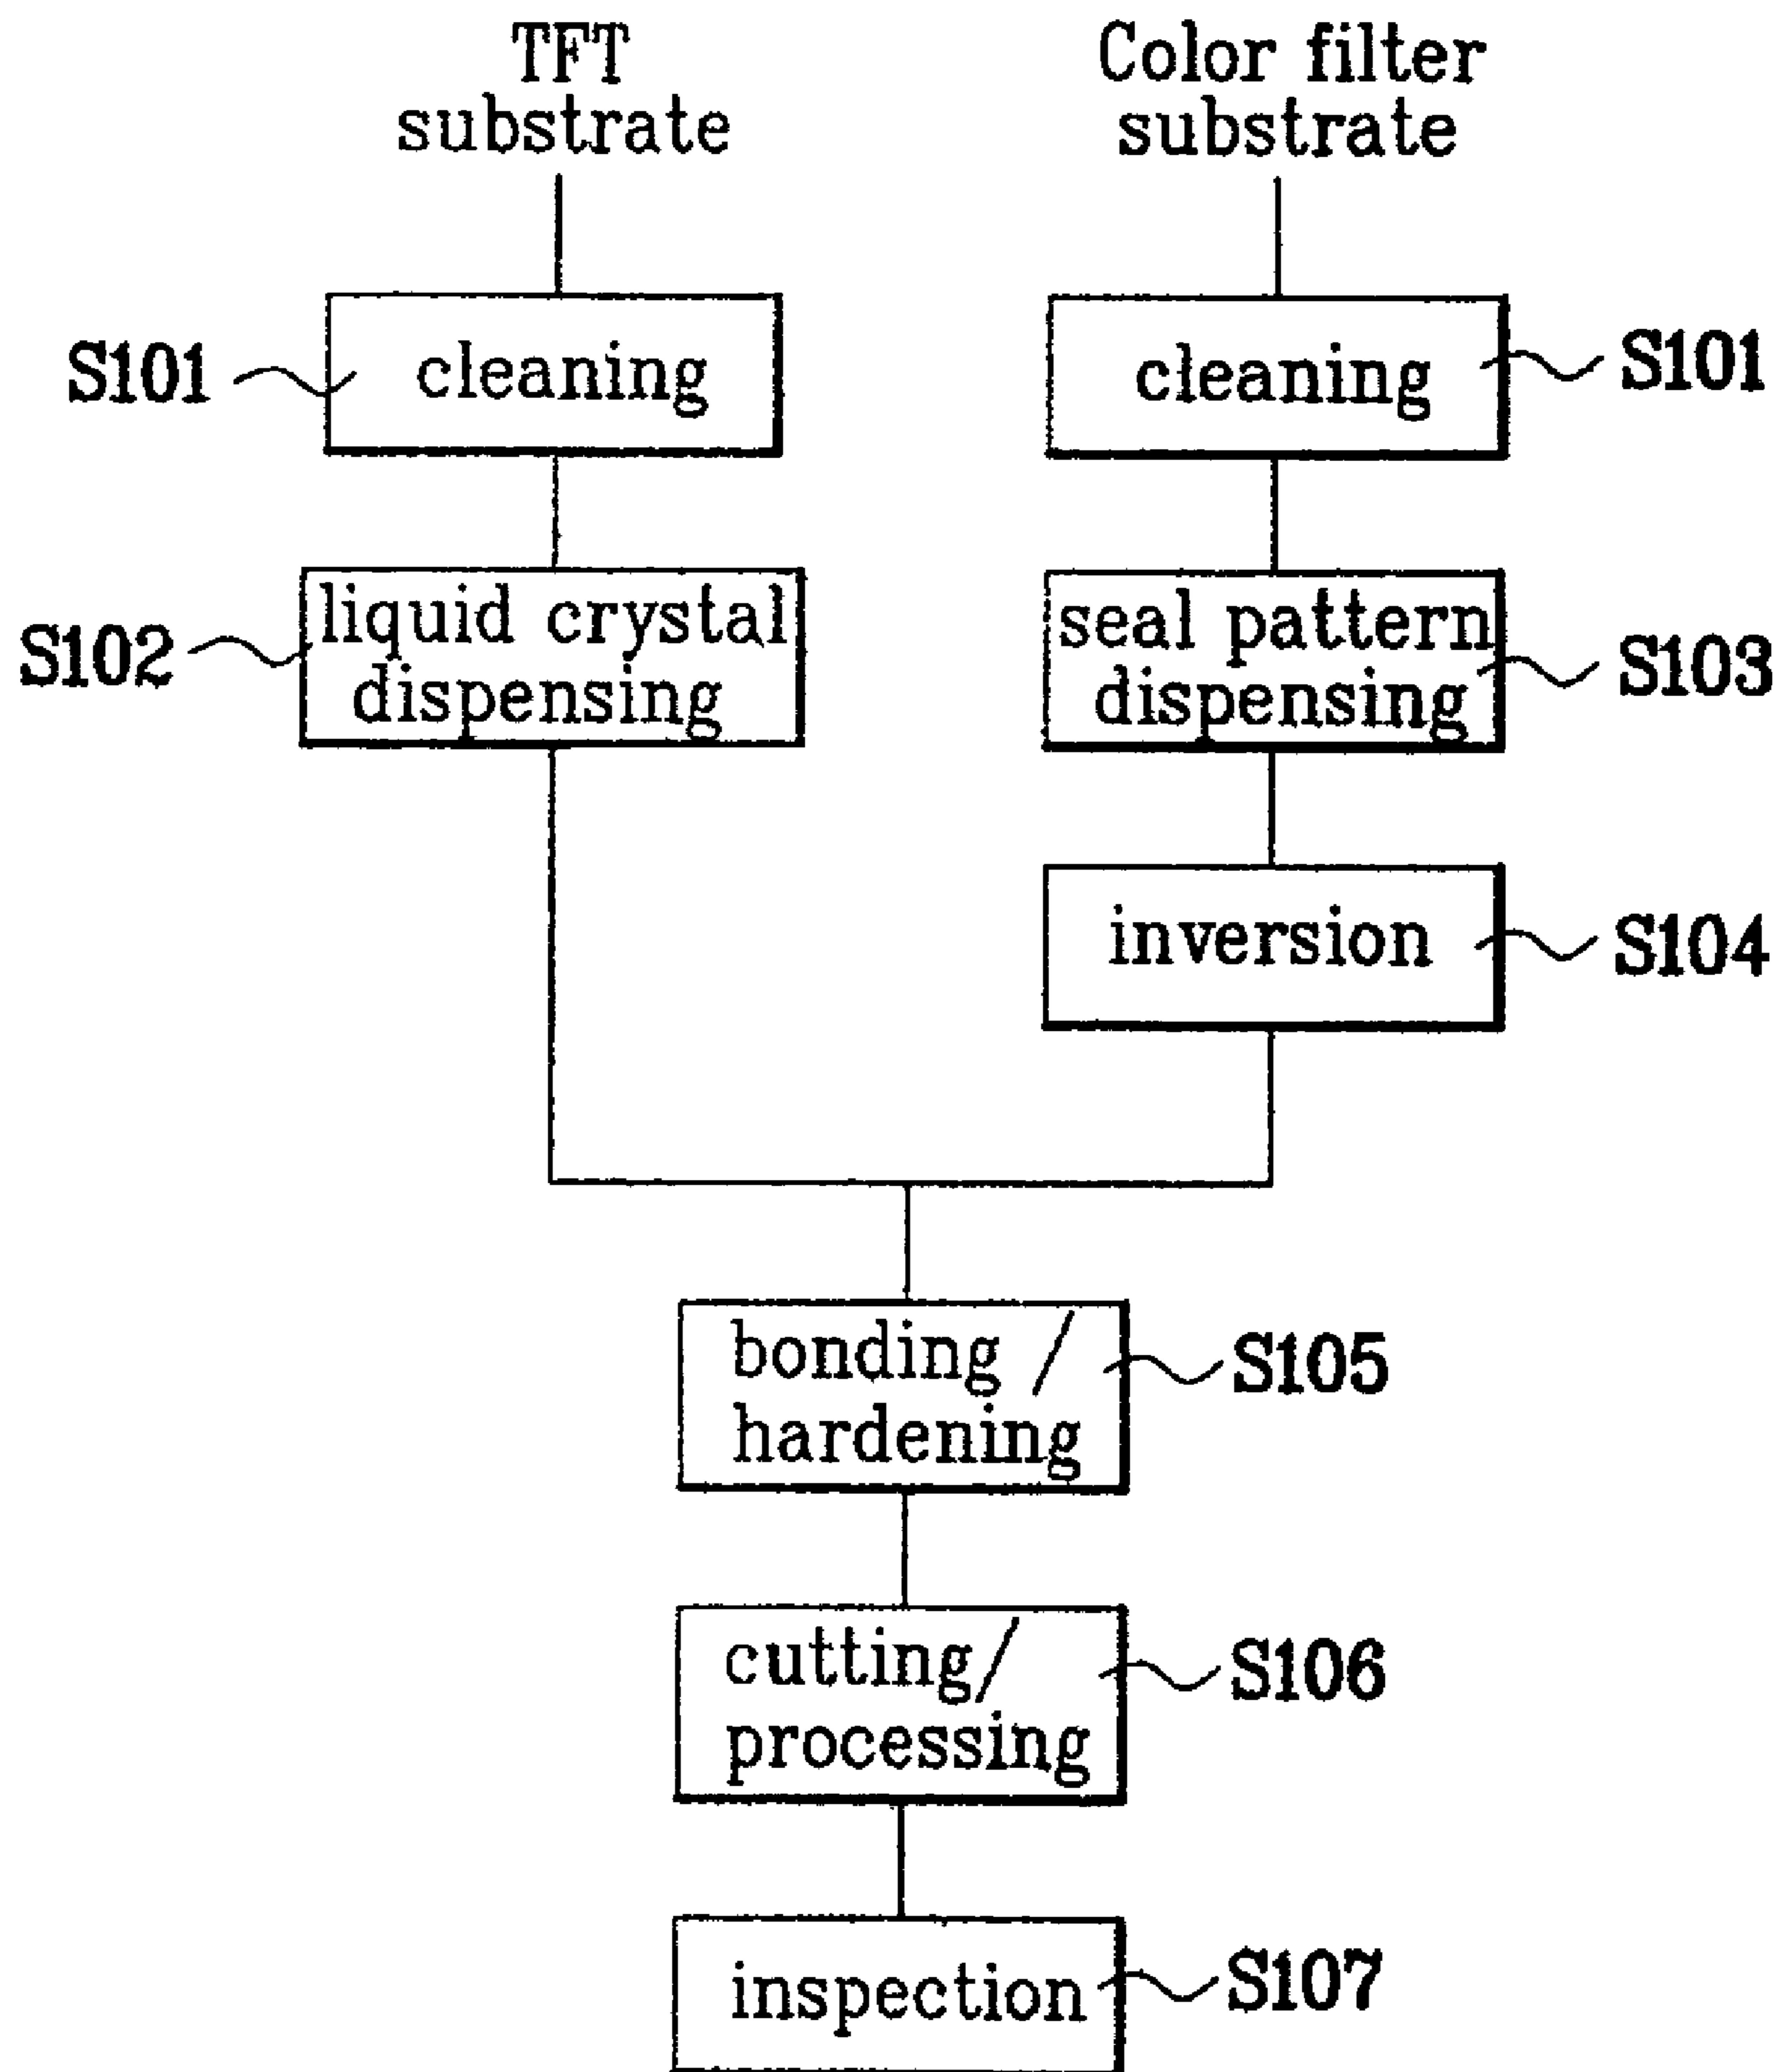 TFT
substrate
Color filter
substrate
S101
cleaning
cleaning
S101
S102
liquid crystal
dispensing
seal pattern
dispensing
S103
inversion
S104
bonding /
hardening
S105
cutting/
processing
S106
inspection
S107